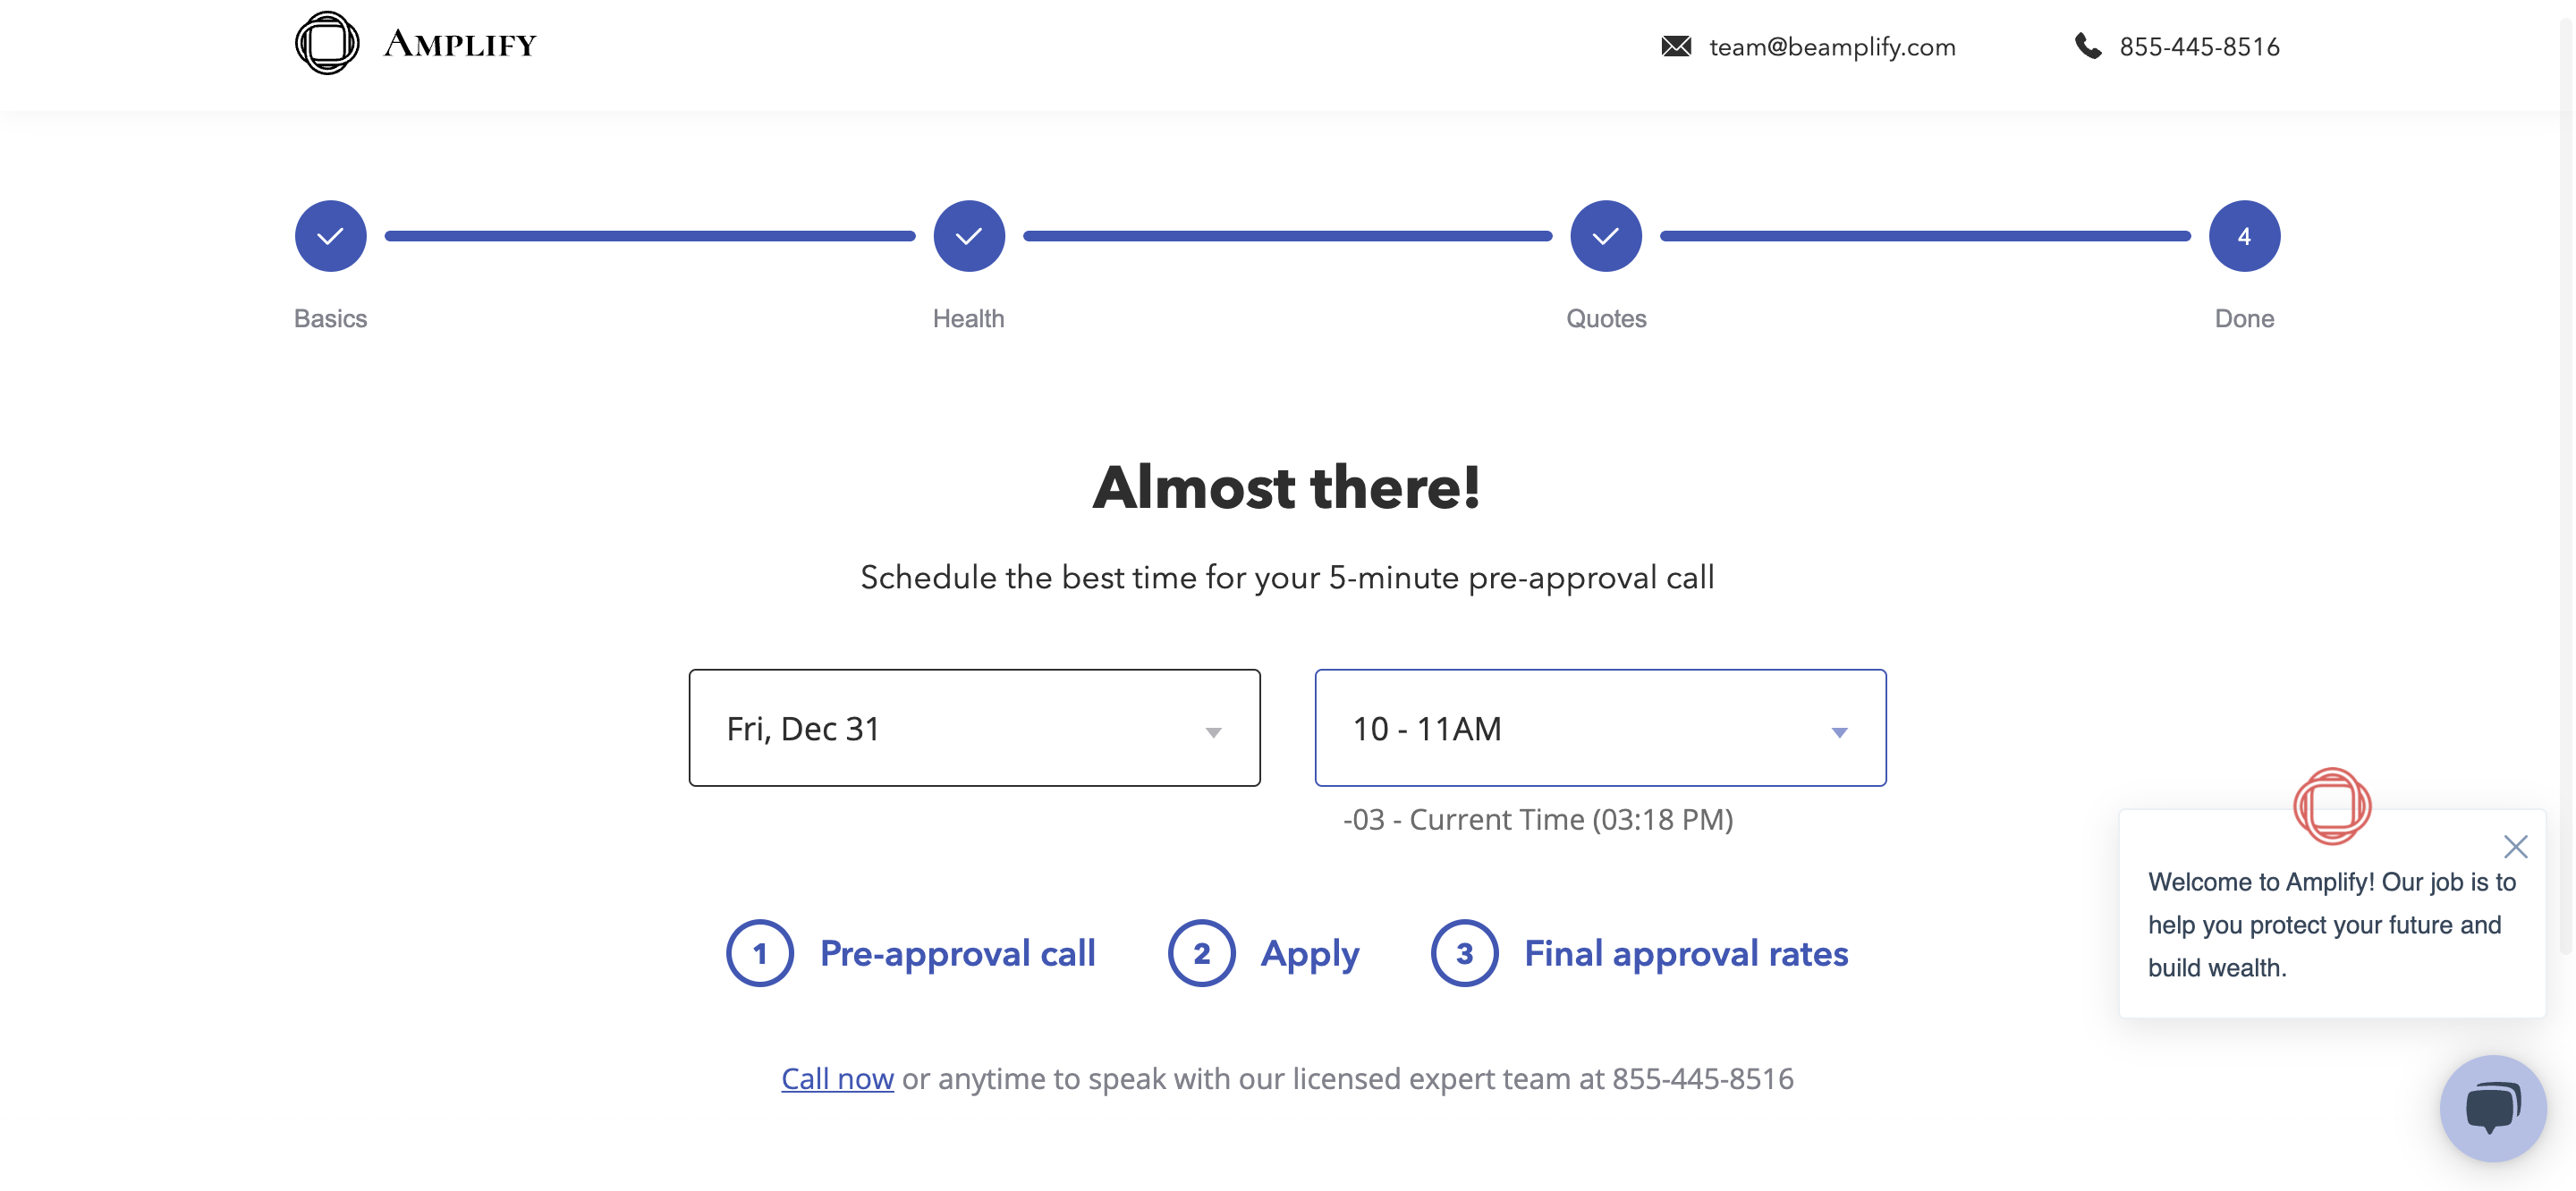 AMPLIFY
team@beamplify.com
855-445-8516
4
Basics
Health
Quotes
Done
Almost there!
Schedule the best time for your 5-minute pre-approval call
Fri, Dec 31
10 - 11AM
-03 - Current Time (03:18 PM)
1 Pre-approval call
2 Apply
3 Final approval rates
Call now or anytime to speak with our licensed expert team at 855-445-8516
Welcome to Amplify! Our job is to
help you protect your future and
build wealth.